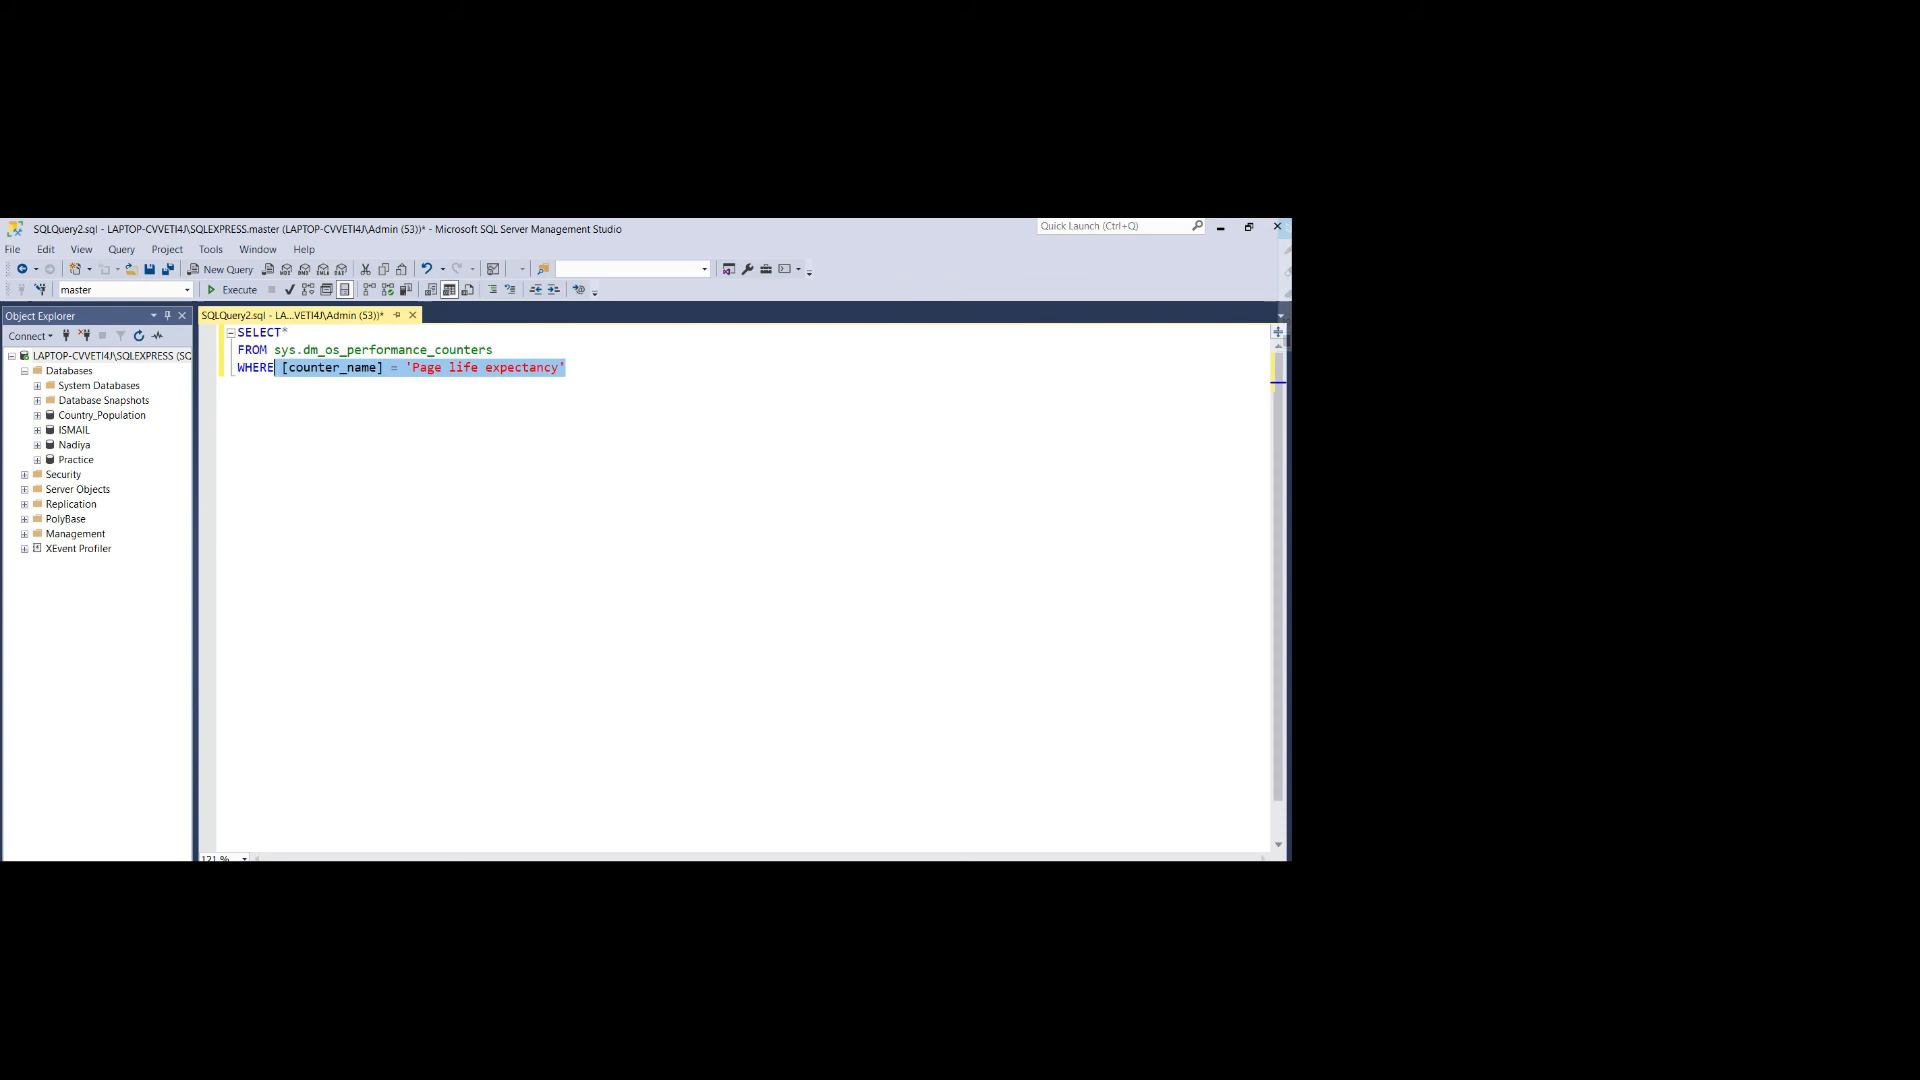 SQLQuery2.sql - LAPTOP-CVVETI4J\SQLEXPRESS.master (LAPTOP-CVVETI4J\Admin (53))* - Microsoft SQL Server Management Studio
Quick Launch (Ctrl+Q)
File Edit View Query Project Tools Window Help
New Query
master
Execute
Object Explorer
SQLQuery2.sql - LA...VETI4J\Admin (53))*
Connect
SELECT*
FROM sys.dm_os_performance_counters
WHERE [counter_name] = 'Page life expectancy'
LAPTOP-CVVETI4J\SQLEXPRESS (SQ
Databases
System Databases
Database Snapshots
Country_Population
ISMAIL
Nadiya
Practice
Security
Server Objects
Replication
PolyBase
Management
XEvent Profiler
121 %